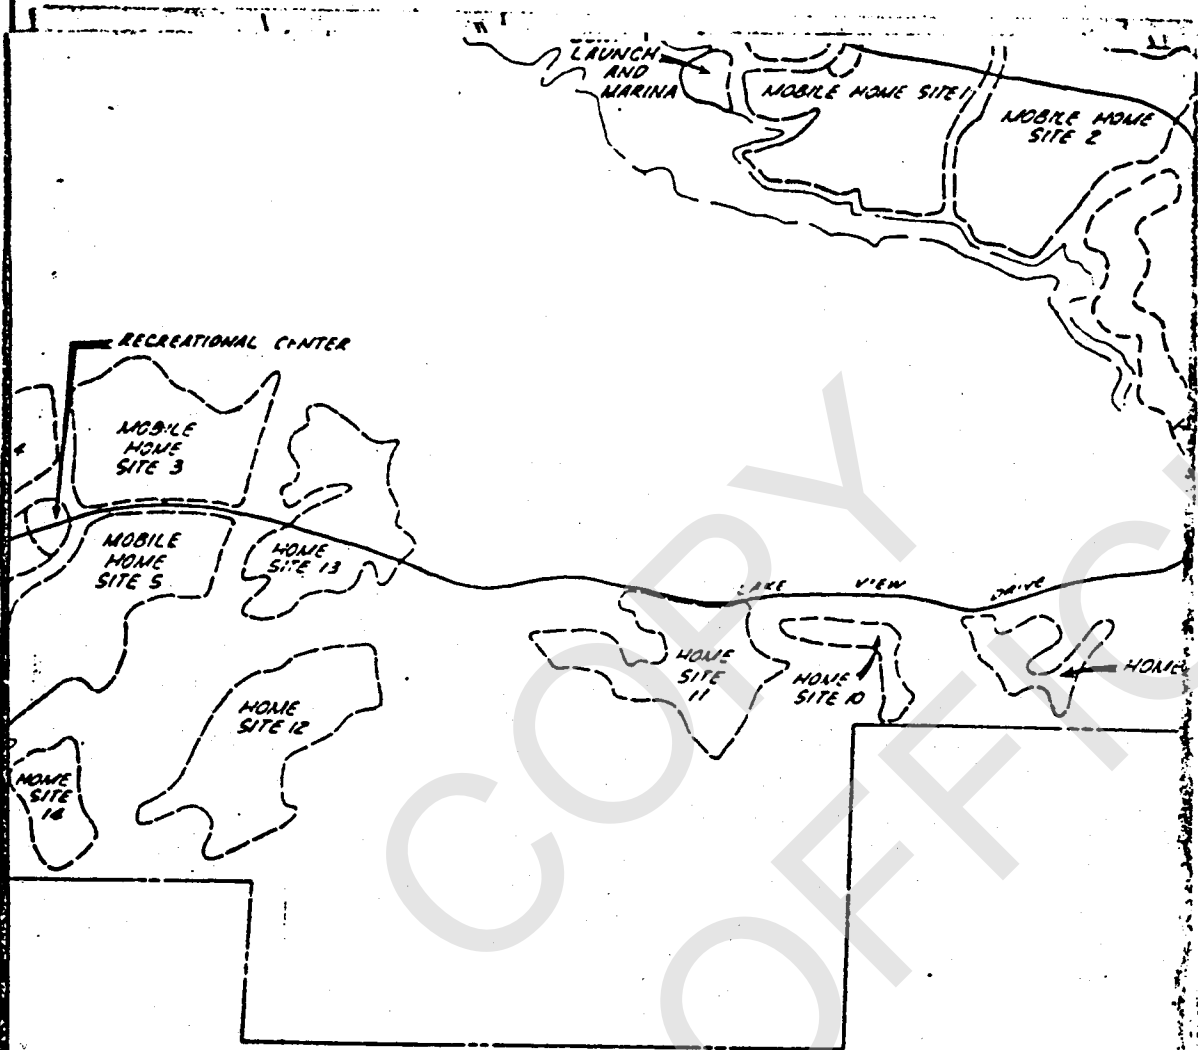 LAUNCH
AND
MARINA
MOBILE HOME SITE 1
MOBILE HOME
SITE 2
RECREATIONAL CENTER
4
MOBILE
HOME
SITE 3
MOBILE
HOME
SITE 5
HOME
SITE 13
LAKE VIEW DRIVE
HOME
SITE
11
HOME
SITE 10
HOME
HOME
SITE 12
HOME
SITE
14
COPY
OFFIC